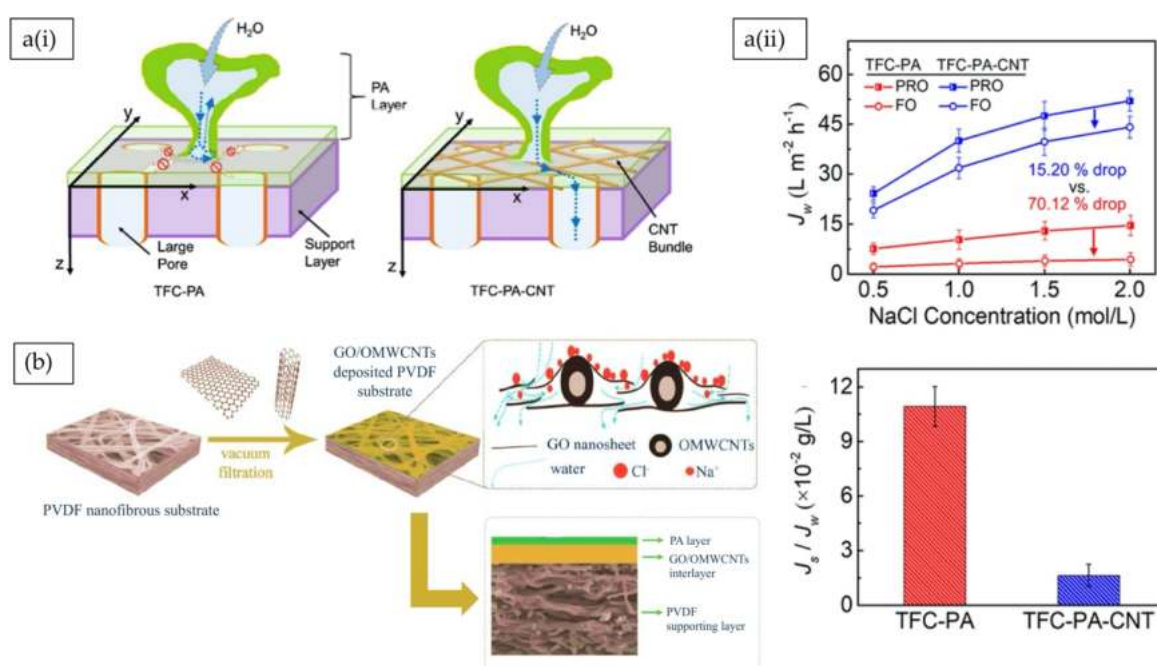 a(i)
H₂O
H₂O
PA
Layer
y
x
z
Large
Pore
Support
Layer
TFC-PA
y
x
z
CNT
Bundle
TFC-PA-CNT
a(ii)
TFC-PA TFC-PA-CNT
PRO PRO
FO FO
60
45
30
15
0
J_w (L m⁻² h⁻¹)
15.20 % drop
vs.
70.12 % drop
0.5 1.0 1.5 2.0
NaCl Concentration (mol/L)
(b)
PVDF nanofibrous substrate
vacuum
filtration
GO/OMWCNTs
deposited PVDF
substrate
GO nanosheet OMWCNTs
water Cl⁻ Na⁺
PA layer
GO/OMWCNTs
interlayer
PVDF
supporting layer
12
9
6
3
0
J_s / J_w (×10⁻² g/L)
TFC-PA TFC-PA-CNT